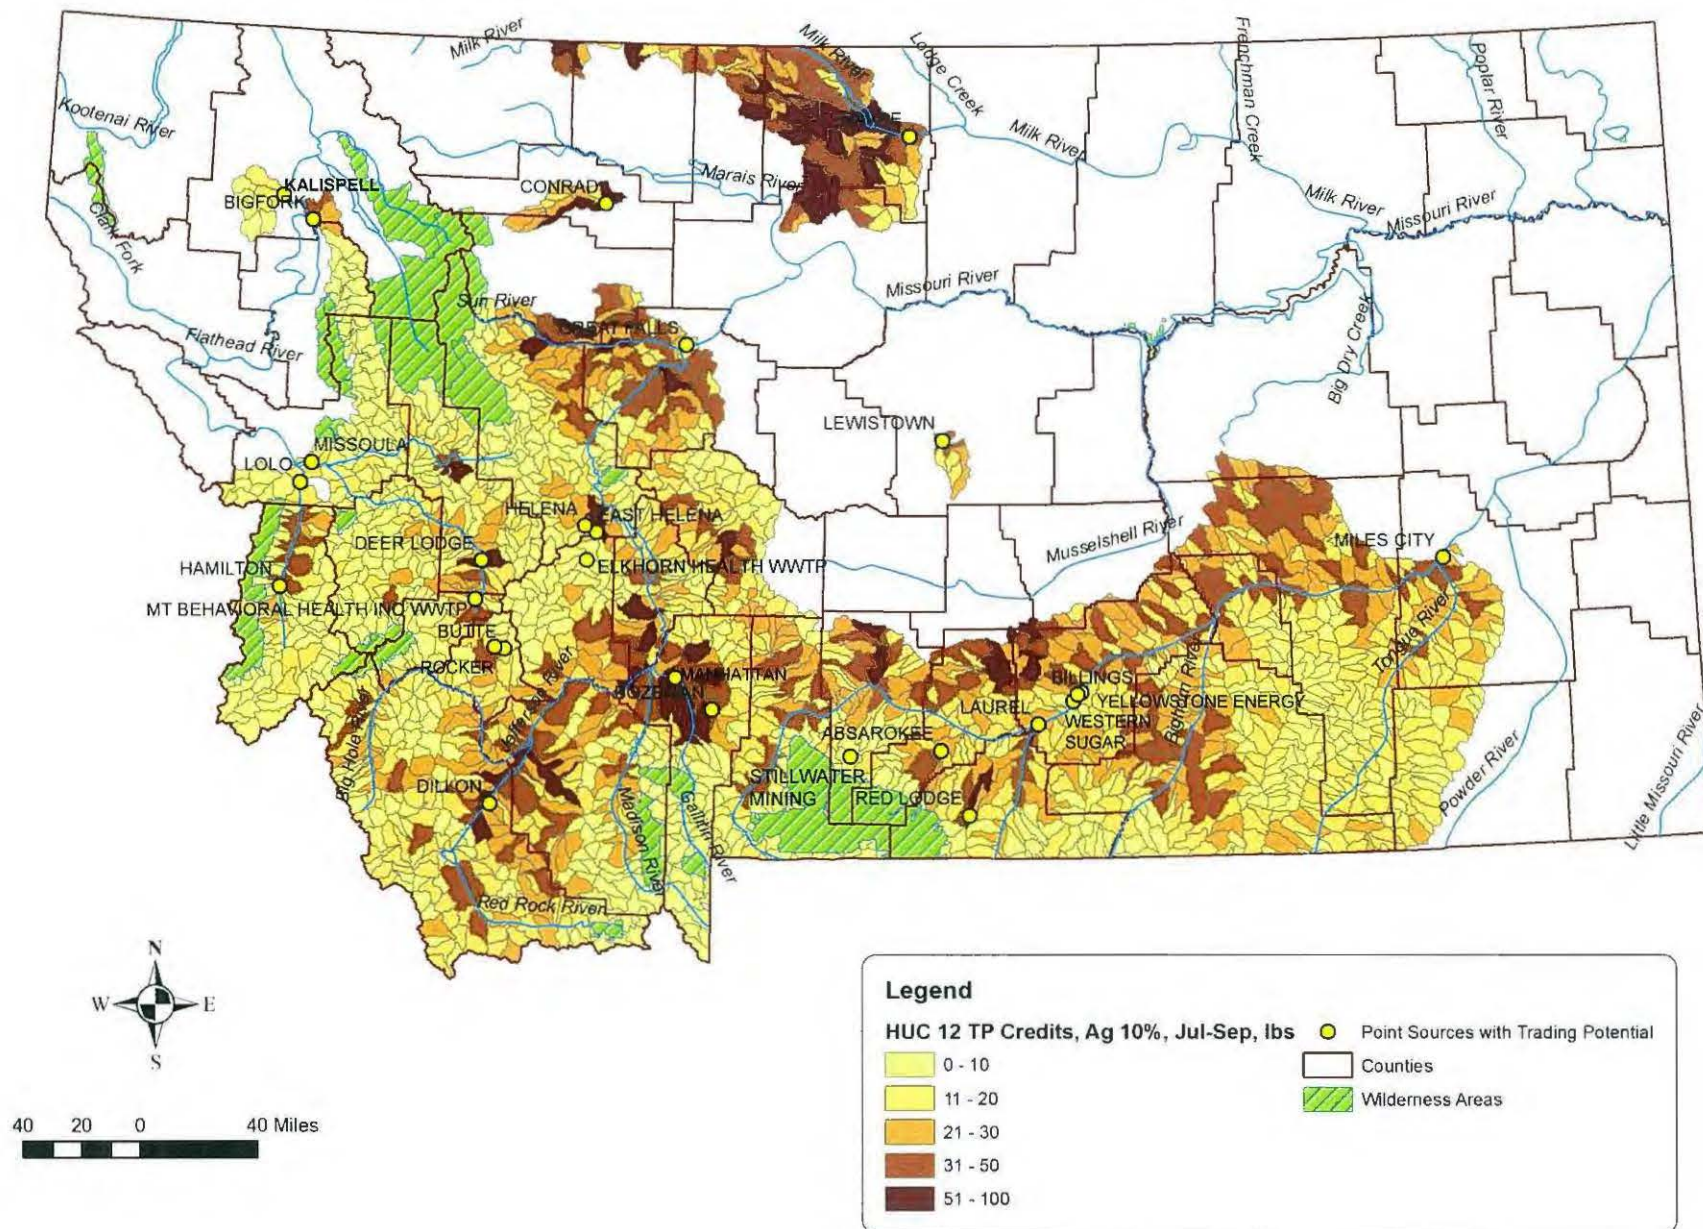 Milk River
Milk River
Lodge Creek
Frenchman Creek
Poplar River
Kootenai River
Milk River
Marais River
KALISPELL
CONRAD
BIGFORK
Milk River
Missouri River
Clark Fork
Missouri River
Sun River
GREAT FALLS
Flathead River
Big Dry Creek
LEWISTOWN
MISSOULA
LOLO
HELENA
EAST HELENA
Musselshell River
MILES CITY
DEER LODGE
ELKHORN HEALTH WWTP
HAMILTON
MT BEHAVIORAL HEALTH INC WWTP
BUTTE
Tongue River
ROCKER
MANHATTAN
BOZEMAN
Jefferson River
BILLINGS
YELLOWSTONE ENERGY
LAUREL
WESTERN
SUGAR
Bighorn River
Big Hole River
ABSAROKEE
STILLWATER
MINING
RED LODGE
DILLON
Madison River
Gallatin River
Powder River
Little Missouri River
Red Rock River
N
W
E
S
40 20 0 40 Miles
Legend
HUC 12 TP Credits, Ag 10%, Jul-Sep, lbs
0 - 10
11 - 20
21 - 30
31 - 50
51 - 100
Point Sources with Trading Potential
Counties
Wilderness Areas